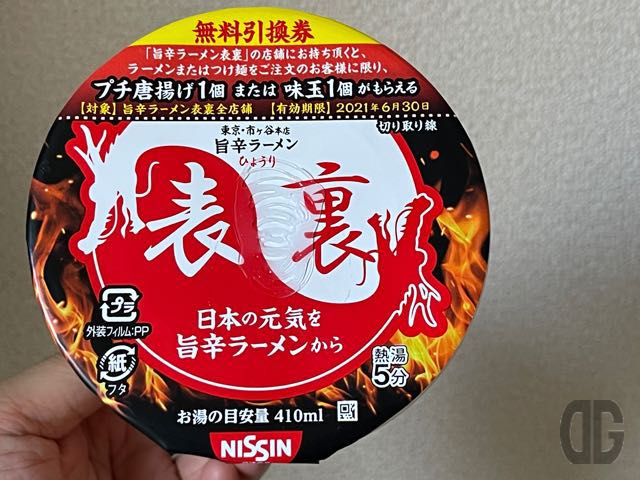 無料引換券
「旨辛ラーメン表裏」の店舗にお持ち頂くと、
ラーメンまたはつけ麺をご注文のお客様に限り、
プチ唐揚げ1個 または 味玉1個 がもらえる
【対象】旨辛ラーメン表裏全店舗 【有効期限】2021年6月30日
切り取り線
東京・市ヶ谷本店
旨辛ラーメン
ひょうり
表裏
日本の元気を
旨辛ラーメンから
プラ
外装フィルム:PP
紙
フタ
熱湯
5分
お湯の目安量 410ml
NISSIN
DG